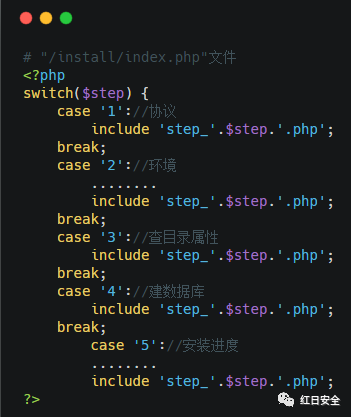 # "/install/index.php"文件
<?php
switch($step) {
    case '1'://协议
        include 'step_'.$step.'.php';
    break;
    case '2'://环境
        ........
        include 'step_'.$step.'.php';
    break;
    case '3'://查目录属性
        include 'step_'.$step.'.php';
    break;
    case '4'://建数据库
        include 'step_'.$step.'.php';
    break;
        case '5'://安装进度
        ........
        include 'step_'.$step.'.php';
?>
红日安全